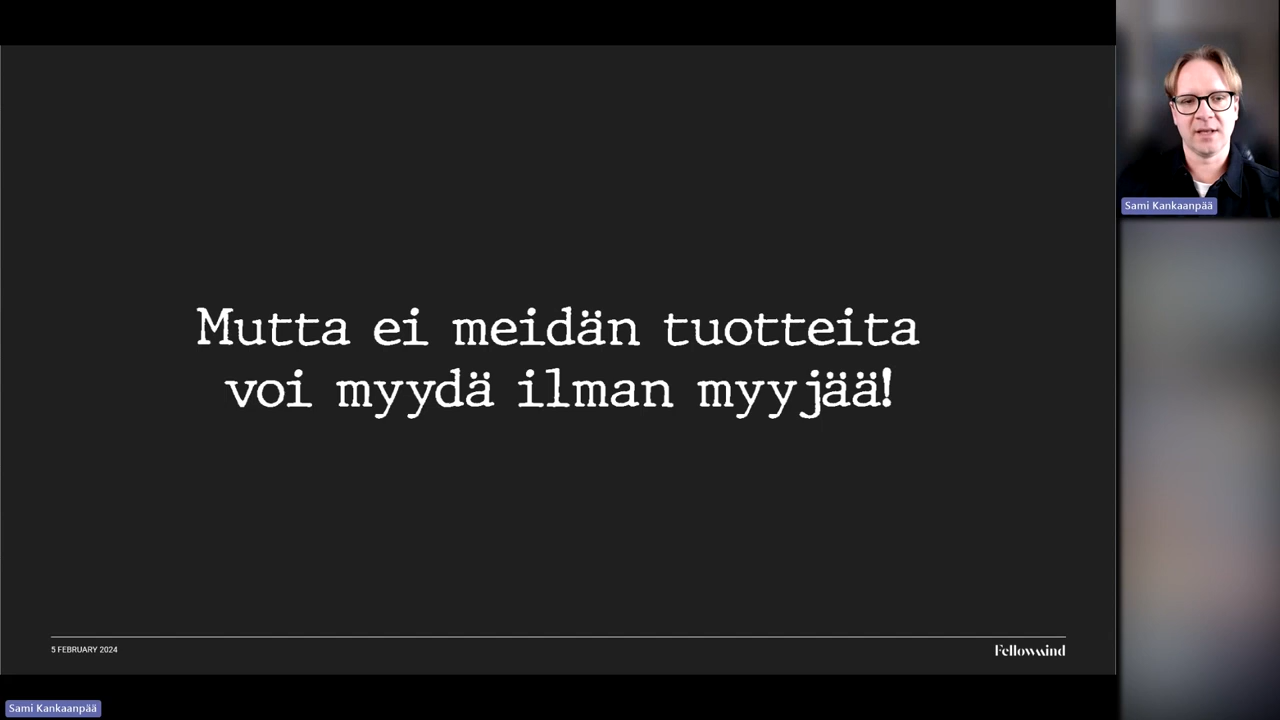 Mutta ei meidän tuotteita
voi myydä ilman myyjää!
5 FEBRUARY 2024
Fellowmind
Sami Kankaanpää
Sami Kankaanpää